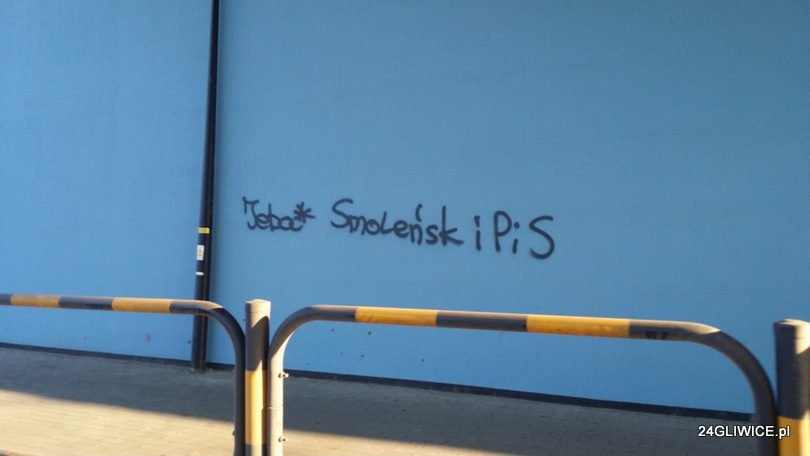 Jeba* Smoleńsk i PiS
24GLIWICE.pl